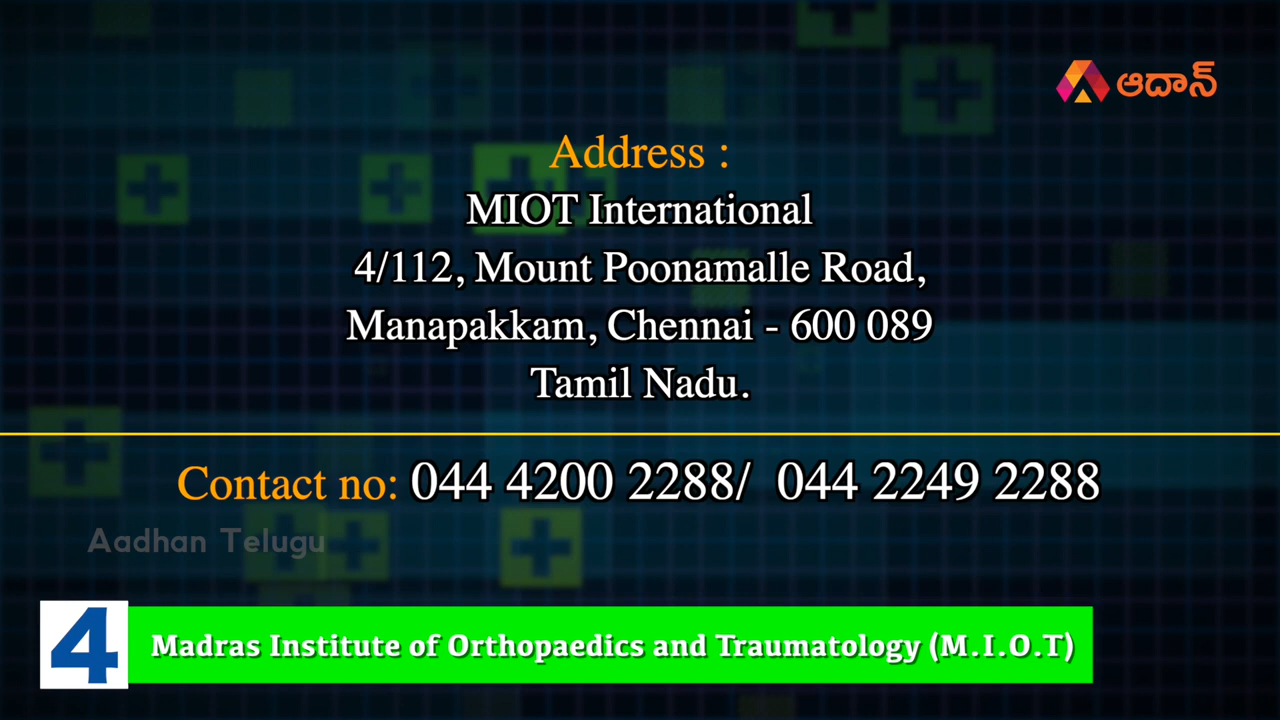 ఆదాన్
Address :
MIOT International
4/112, Mount Poonamalle Road,
Manapakkam, Chennai - 600 089
Tamil Nadu.
Contact no: 044 4200 2288/ 044 2249 2288
Aadhan Telugu
4 Madras Institute of Orthopaedics and Traumatology (M.I.O.T)